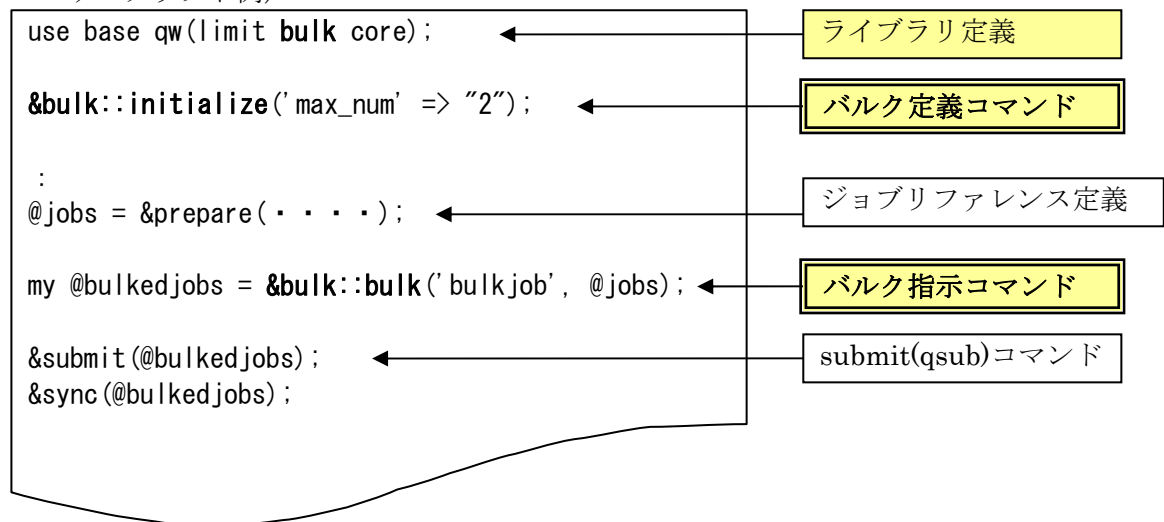 use base qw(limit bulk core);
ライブラリ定義
&bulk::initialize('max_num' => "2");
バルク定義コマンド
:
@jobs = &prepare(・・・・);
ジョブリファレンス定義
my @bulkedjobs = &bulk::bulk('bulkjob', @jobs);
バルク指示コマンド
&submit(@bulkedjobs);
submit(qsub)コマンド
&sync(@bulkedjobs);